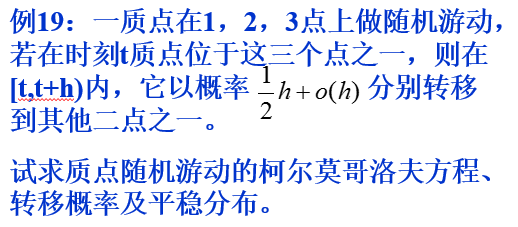 例19：一质点在1，2，3点上做随机游动，
若在时刻t质点位于这三个点之一，则在
[t,t+h)内，它以概率 \frac{1}{2}h+o(h) 分别转移
到其他二点之一。
试求质点随机游动的柯尔莫哥洛夫方程、
转移概率及平稳分布。